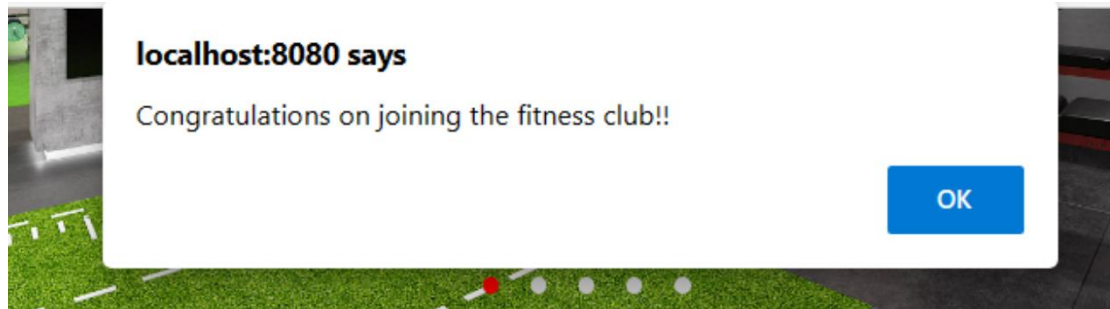 localhost:8080 says
Congratulations on joining the fitness club!!
OK